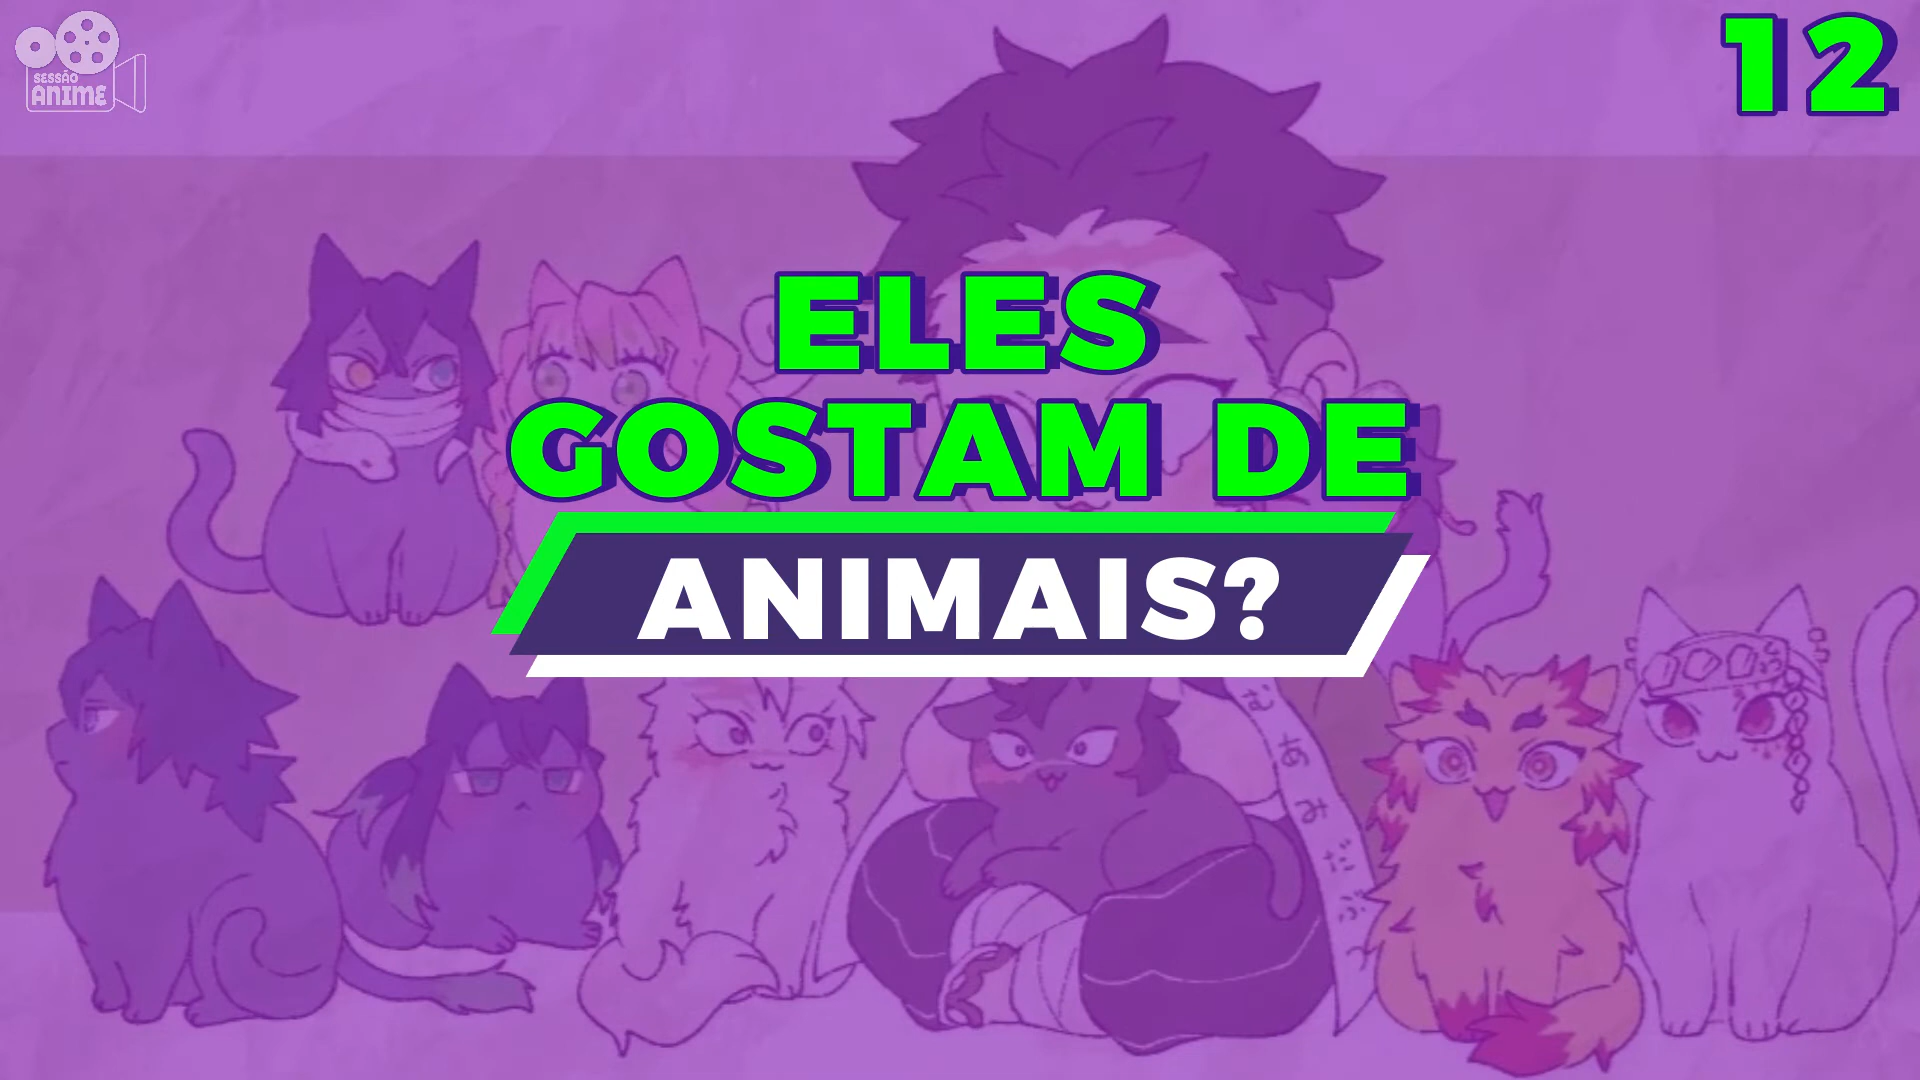 SESSÃO
ANIME
12
ELES
GOSTAM DE
ANIMAIS?
むあみだぶ